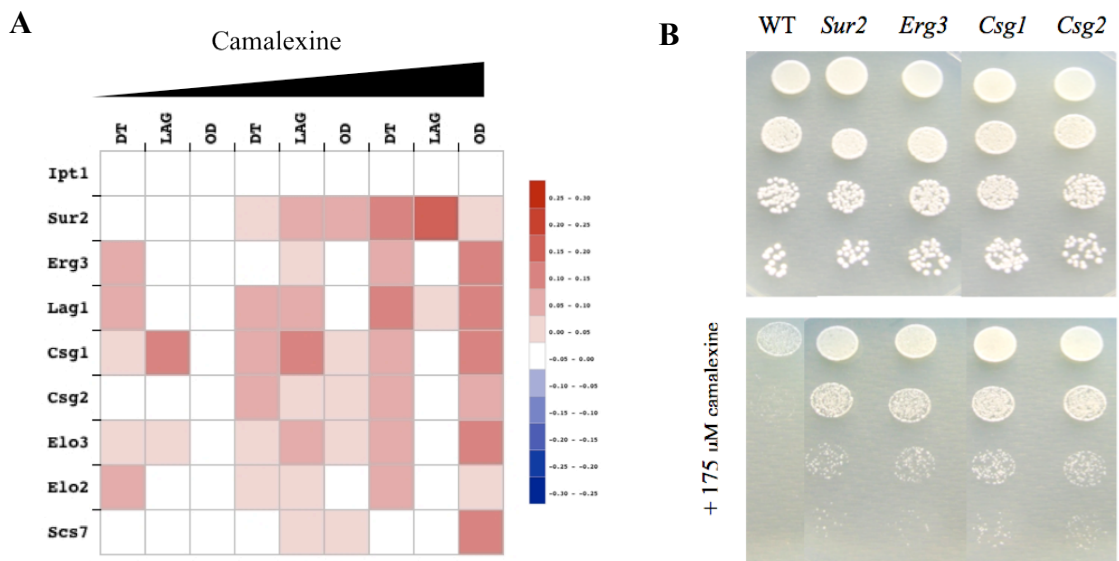 A
Camalexine
DT LAG OD DT LAG OD DT LAG OD
Ipt1
Sur2
Erg3
Lag1
Csg1
Csg2
Elo3
Elo2
Scs7
0.25 - 0.30
0.20 - 0.25
0.15 - 0.20
0.10 - 0.15
0.05 - 0.10
0.00 - 0.05
-0.05 - 0.00
-0.10 - -0.05
-0.15 - -0.10
-0.20 - -0.15
-0.25 - -0.20
-0.30 - -0.25
B
WT Sur2 Erg3 Csg1 Csg2
+ 175 uM camalexine